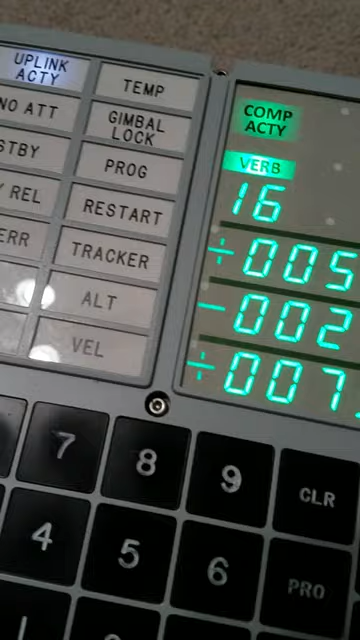 UPLINK
ACTY
TEMP
NO ATT
GIMBAL
LOCK
STBY
PROG
REL
RESTART
ERR
TRACKER
ALT
VEL
COMP
ACTY
VERB
16
+005
-002
+007
7
8
9
CLR
4
5
6
PRO